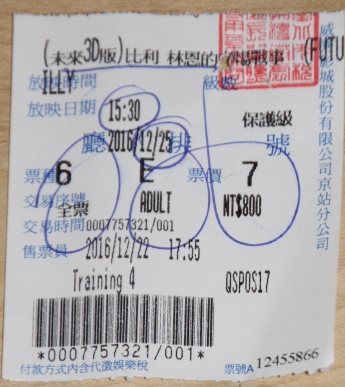 (未來3D版)比利 林恩的 場戰事 (FUTU
ILLY
放映時間 級數
放映日期 15:30 保護級
2016/12/25
廳 排 號
6 E 7
票種 票價
交易序號 全票 ADULT NT$800
交易時間 0007757321/001
售票員 2016/12/22 17:55
Training 4 QSPOS17
*0007757321/001*
付款方式內含代徵娛樂稅 票號A 12455866
威秀影城股份有限公司京站分公司